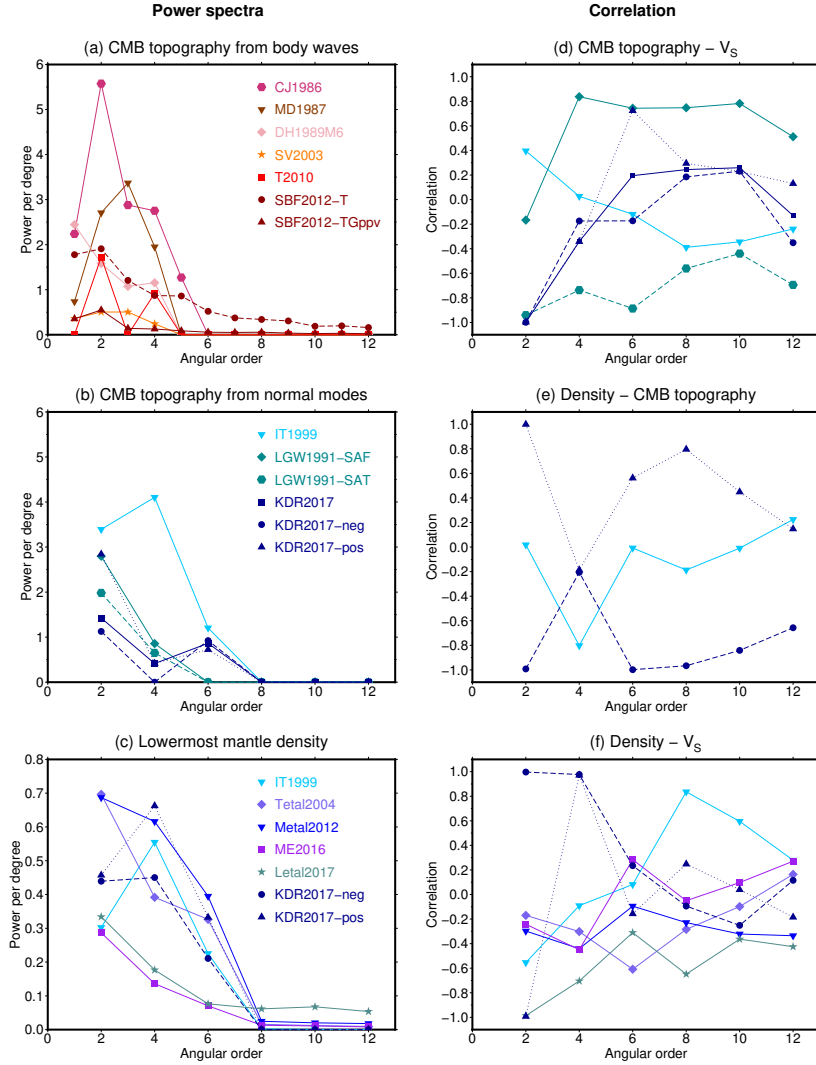 Power spectra
Correlation
(a) CMB topography from body waves
6
5
4
3
2
1
0
Power per degree
0 2 4 6 8 10 12
Angular order
CJ1986
MD1987
DH1989M6
SV2003
T2010
SBF2012-T
SBF2012-TGppv
(d) CMB topography − VS
1.0
0.8
0.6
0.4
0.2
0.0
−0.2
−0.4
−0.6
−0.8
−1.0
Correlation
0 2 4 6 8 10 12
Angular order
(b) CMB topography from normal modes
6
5
4
3
2
1
0
Power per degree
0 2 4 6 8 10 12
Angular order
IT1999
LGW1991-SAF
LGW1991-SAT
KDR2017
KDR2017-neg
KDR2017-pos
(e) Density − CMB topography
1.0
0.8
0.6
0.4
0.2
0.0
−0.2
−0.4
−0.6
−0.8
−1.0
Correlation
0 2 4 6 8 10 12
Angular order
(c) Lowermost mantle density
0.8
0.7
0.6
0.5
0.4
0.3
0.2
0.1
0.0
Power per degree
0 2 4 6 8 10 12
Angular order
IT1999
Tetal2004
Metal2012
ME2016
Letal2017
KDR2017-neg
KDR2017-pos
(f) Density − VS
1.0
0.8
0.6
0.4
0.2
0.0
−0.2
−0.4
−0.6
−0.8
−1.0
Correlation
0 2 4 6 8 10 12
Angular order